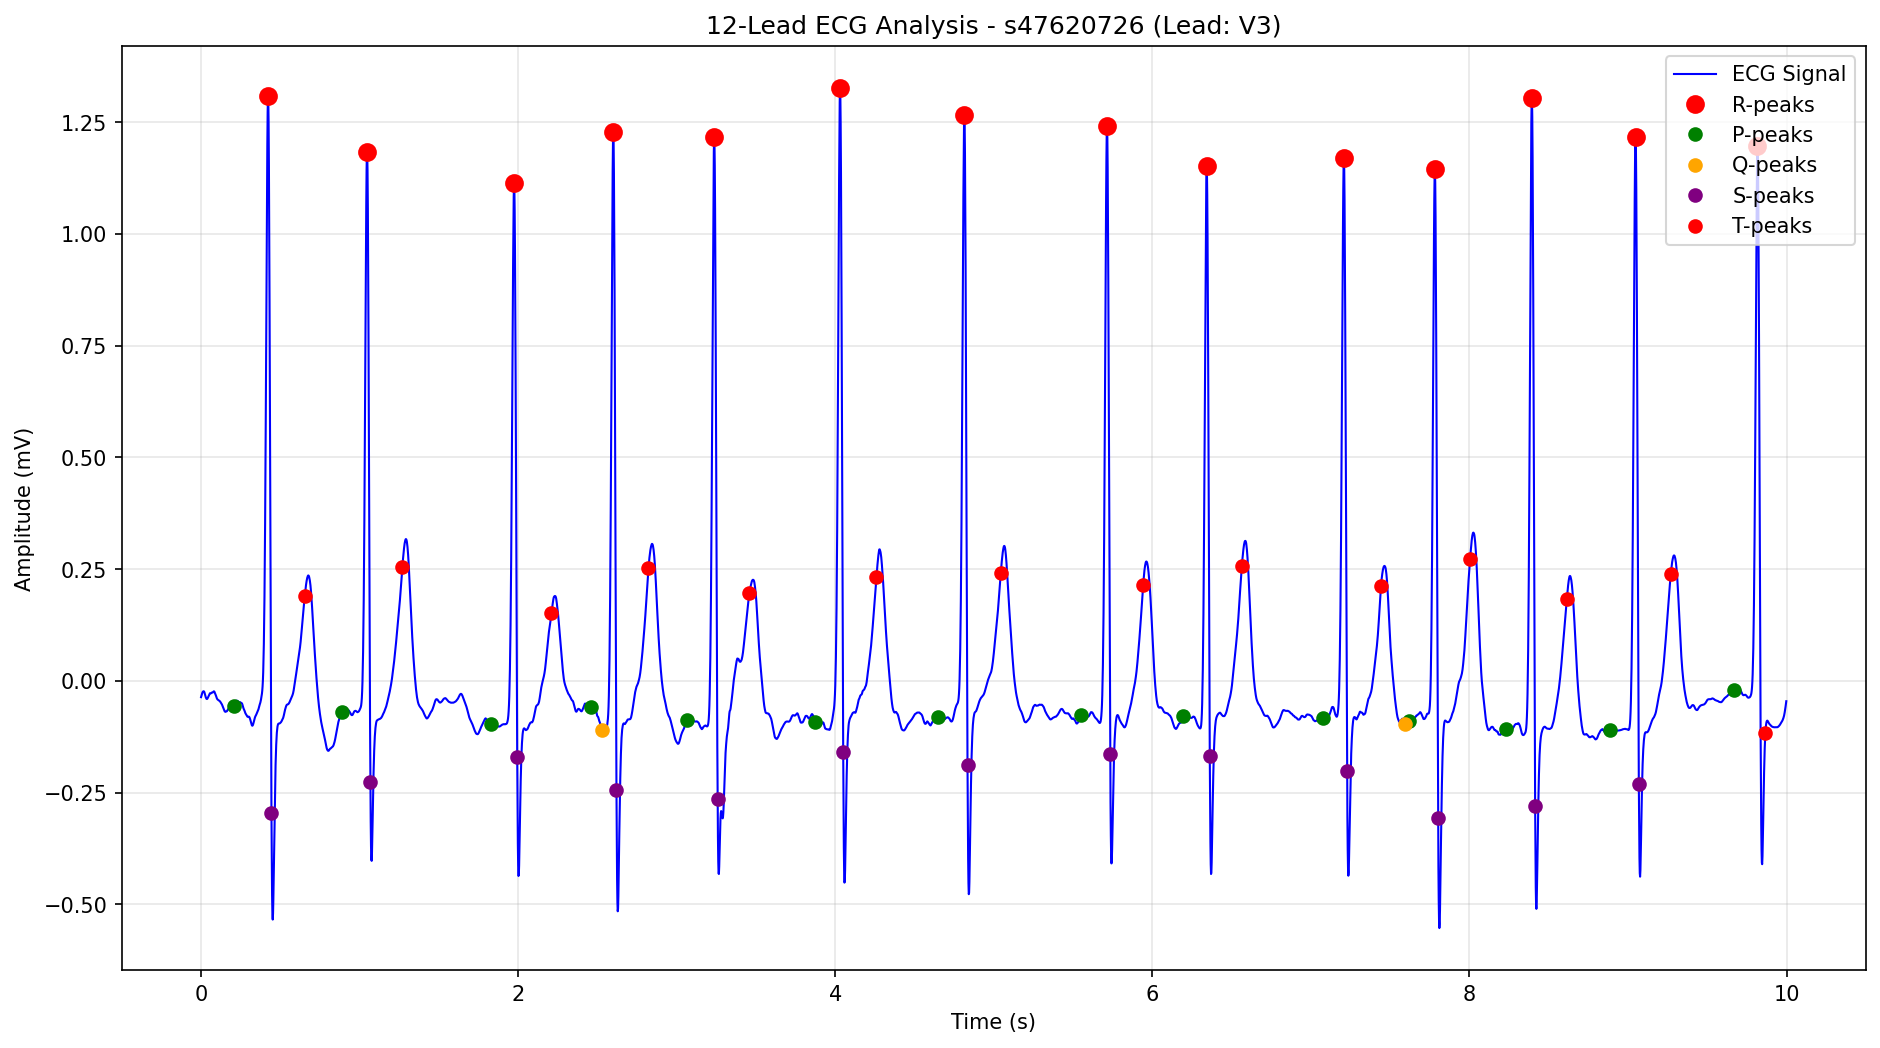 12-Lead ECG Analysis - s47620726 (Lead: V3)
ECG Signal
R-peaks
P-peaks
Q-peaks
S-peaks
T-peaks
Amplitude (mV)
1.25
1.00
0.75
0.50
0.25
0.00
−0.25
−0.50
0 2 4 6 8 10
Time (s)